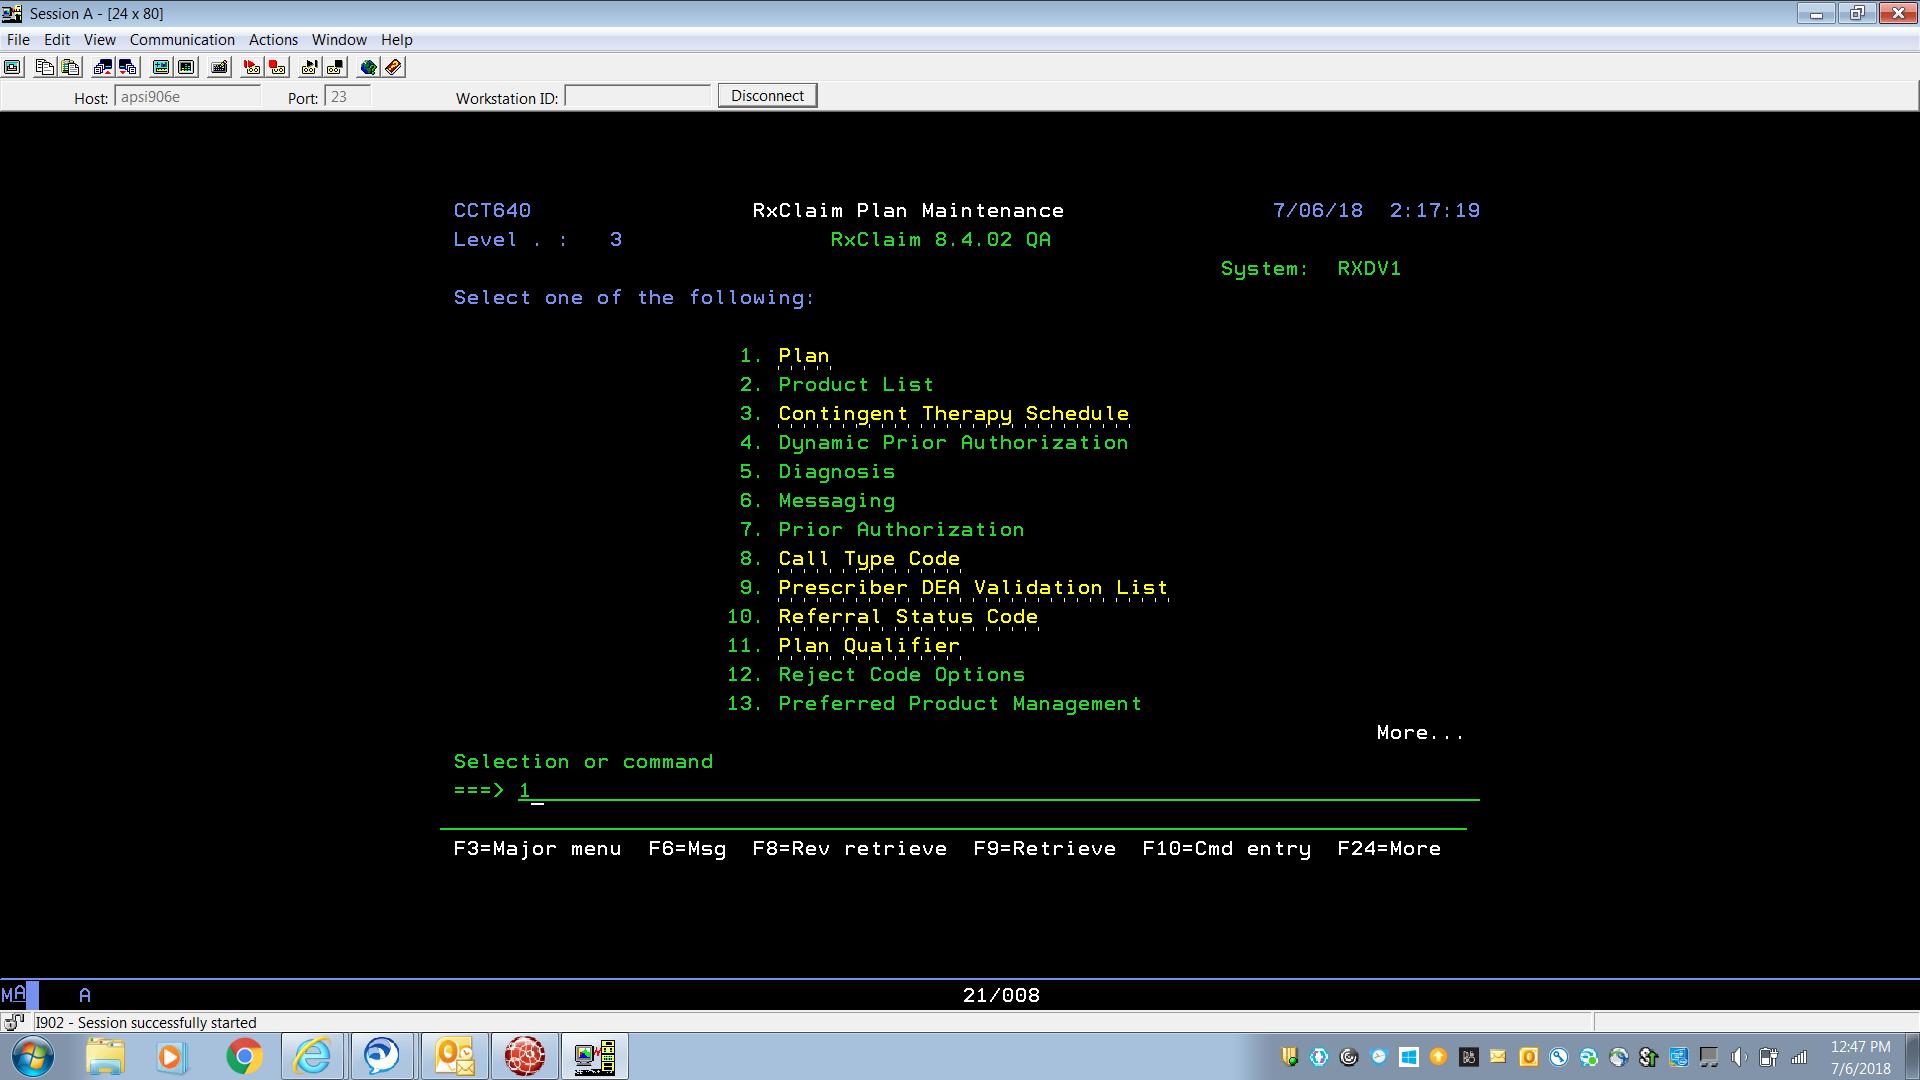 Session A - [24 x 80]
File Edit View Communication Actions Window Help
Host: apsi906e Port: 23 Workstation ID: Disconnect
CCT640 RxClaim Plan Maintenance 7/06/18 2:17:19
Level . : 3 RxClaim 8.4.02 QA
System: RXDV1
Select one of the following:
1. Plan
2. Product List
3. Contingent Therapy Schedule
4. Dynamic Prior Authorization
5. Diagnosis
6. Messaging
7. Prior Authorization
8. Call Type Code
9. Prescriber DEA Validation List
10. Referral Status Code
11. Plan Qualifier
12. Reject Code Options
13. Preferred Product Management
More...
Selection or command
===> 1
F3=Major menu F6=Msg F8=Rev retrieve F9=Retrieve F10=Cmd entry F24=More
MA A 21/008
I902 - Session successfully started
12:47 PM
7/6/2018